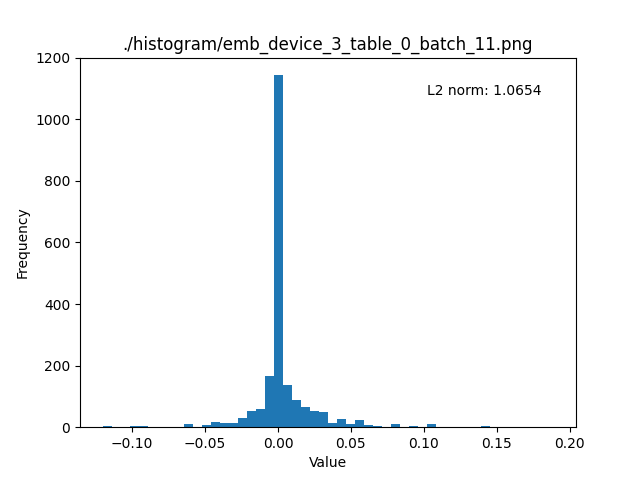 ./histogram/emb_device_3_table_0_batch_11.png
L2 norm: 1.0654
1200
1000
800
600
400
200
0
Frequency
−0.10 −0.05 0.00 0.05 0.10 0.15 0.20
Value